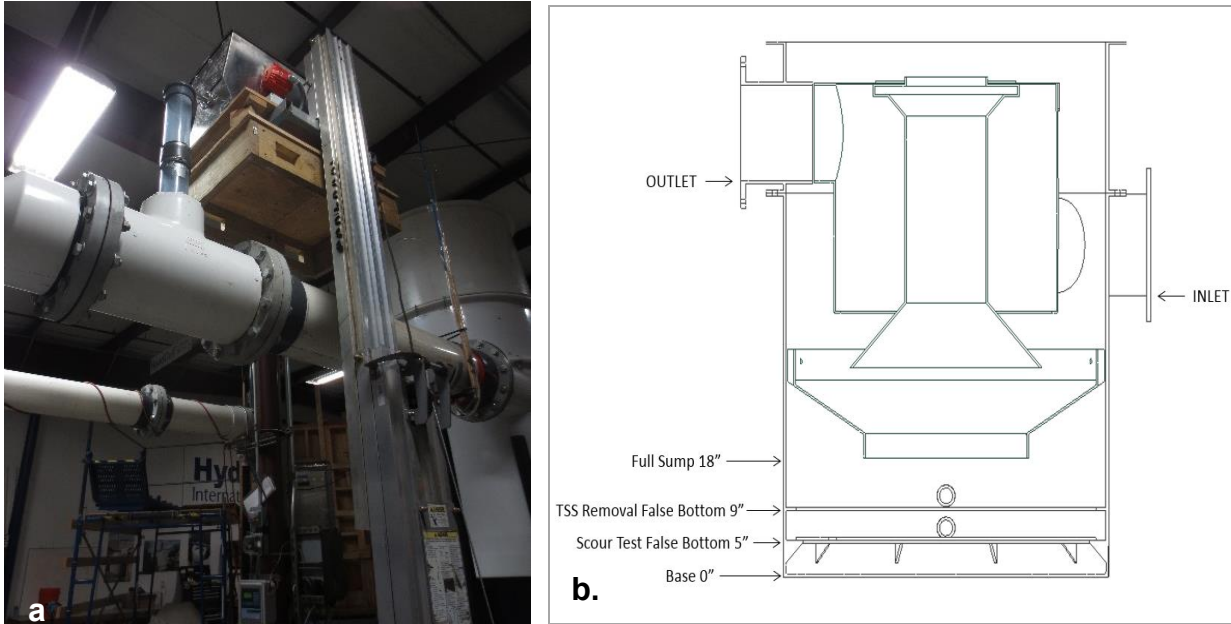 a
Hyd
Internat
OUTLET
INLET
Full Sump 18”
TSS Removal False Bottom 9”
Scour Test False Bottom 5”
Base 0”
b.